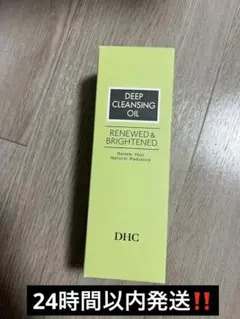 DEEP
CLEANSING
OIL
RENEWED &
BRIGHTENED
Renew Your
Natural Radiance
DHC
24時間以内発送‼️